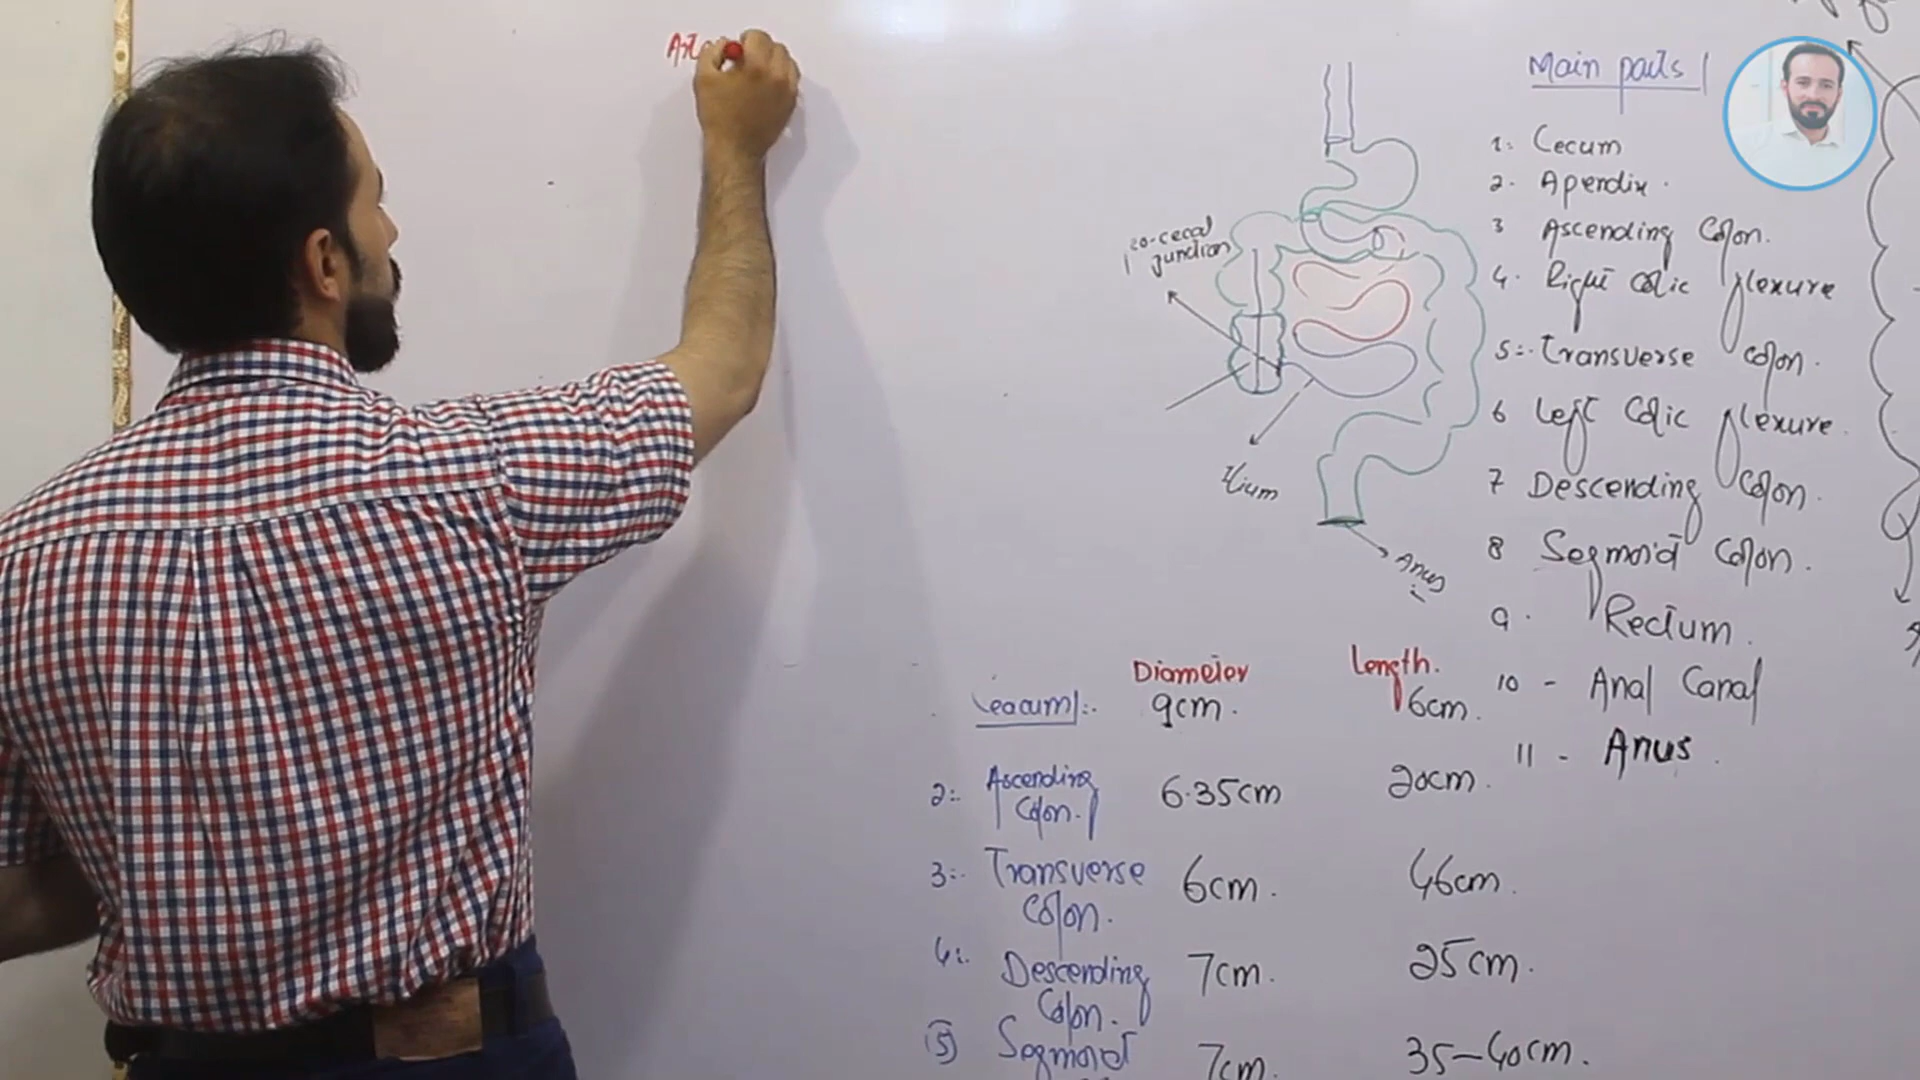 Main parts
1: Cecum
2. Apendix.
3 Ascending Colon.
4. Right Colic flexure
5:- Transverse Colon.
6 Left Colic flexure.
7 Descending Colon.
8 Segmoid Colon.
9. Rectum.
10 - Anal Canal
11 - Anus.
Junction
Ilium
Anus
Diameter Length.
9cm. 6cm.
2:- Ascending Colon. 6.35cm 20cm.
3:- Transverse Colon. 6cm. 46cm.
4:. Descending Colon. 7cm. 25cm.
5 Segmoid 7cm. 35-40cm.